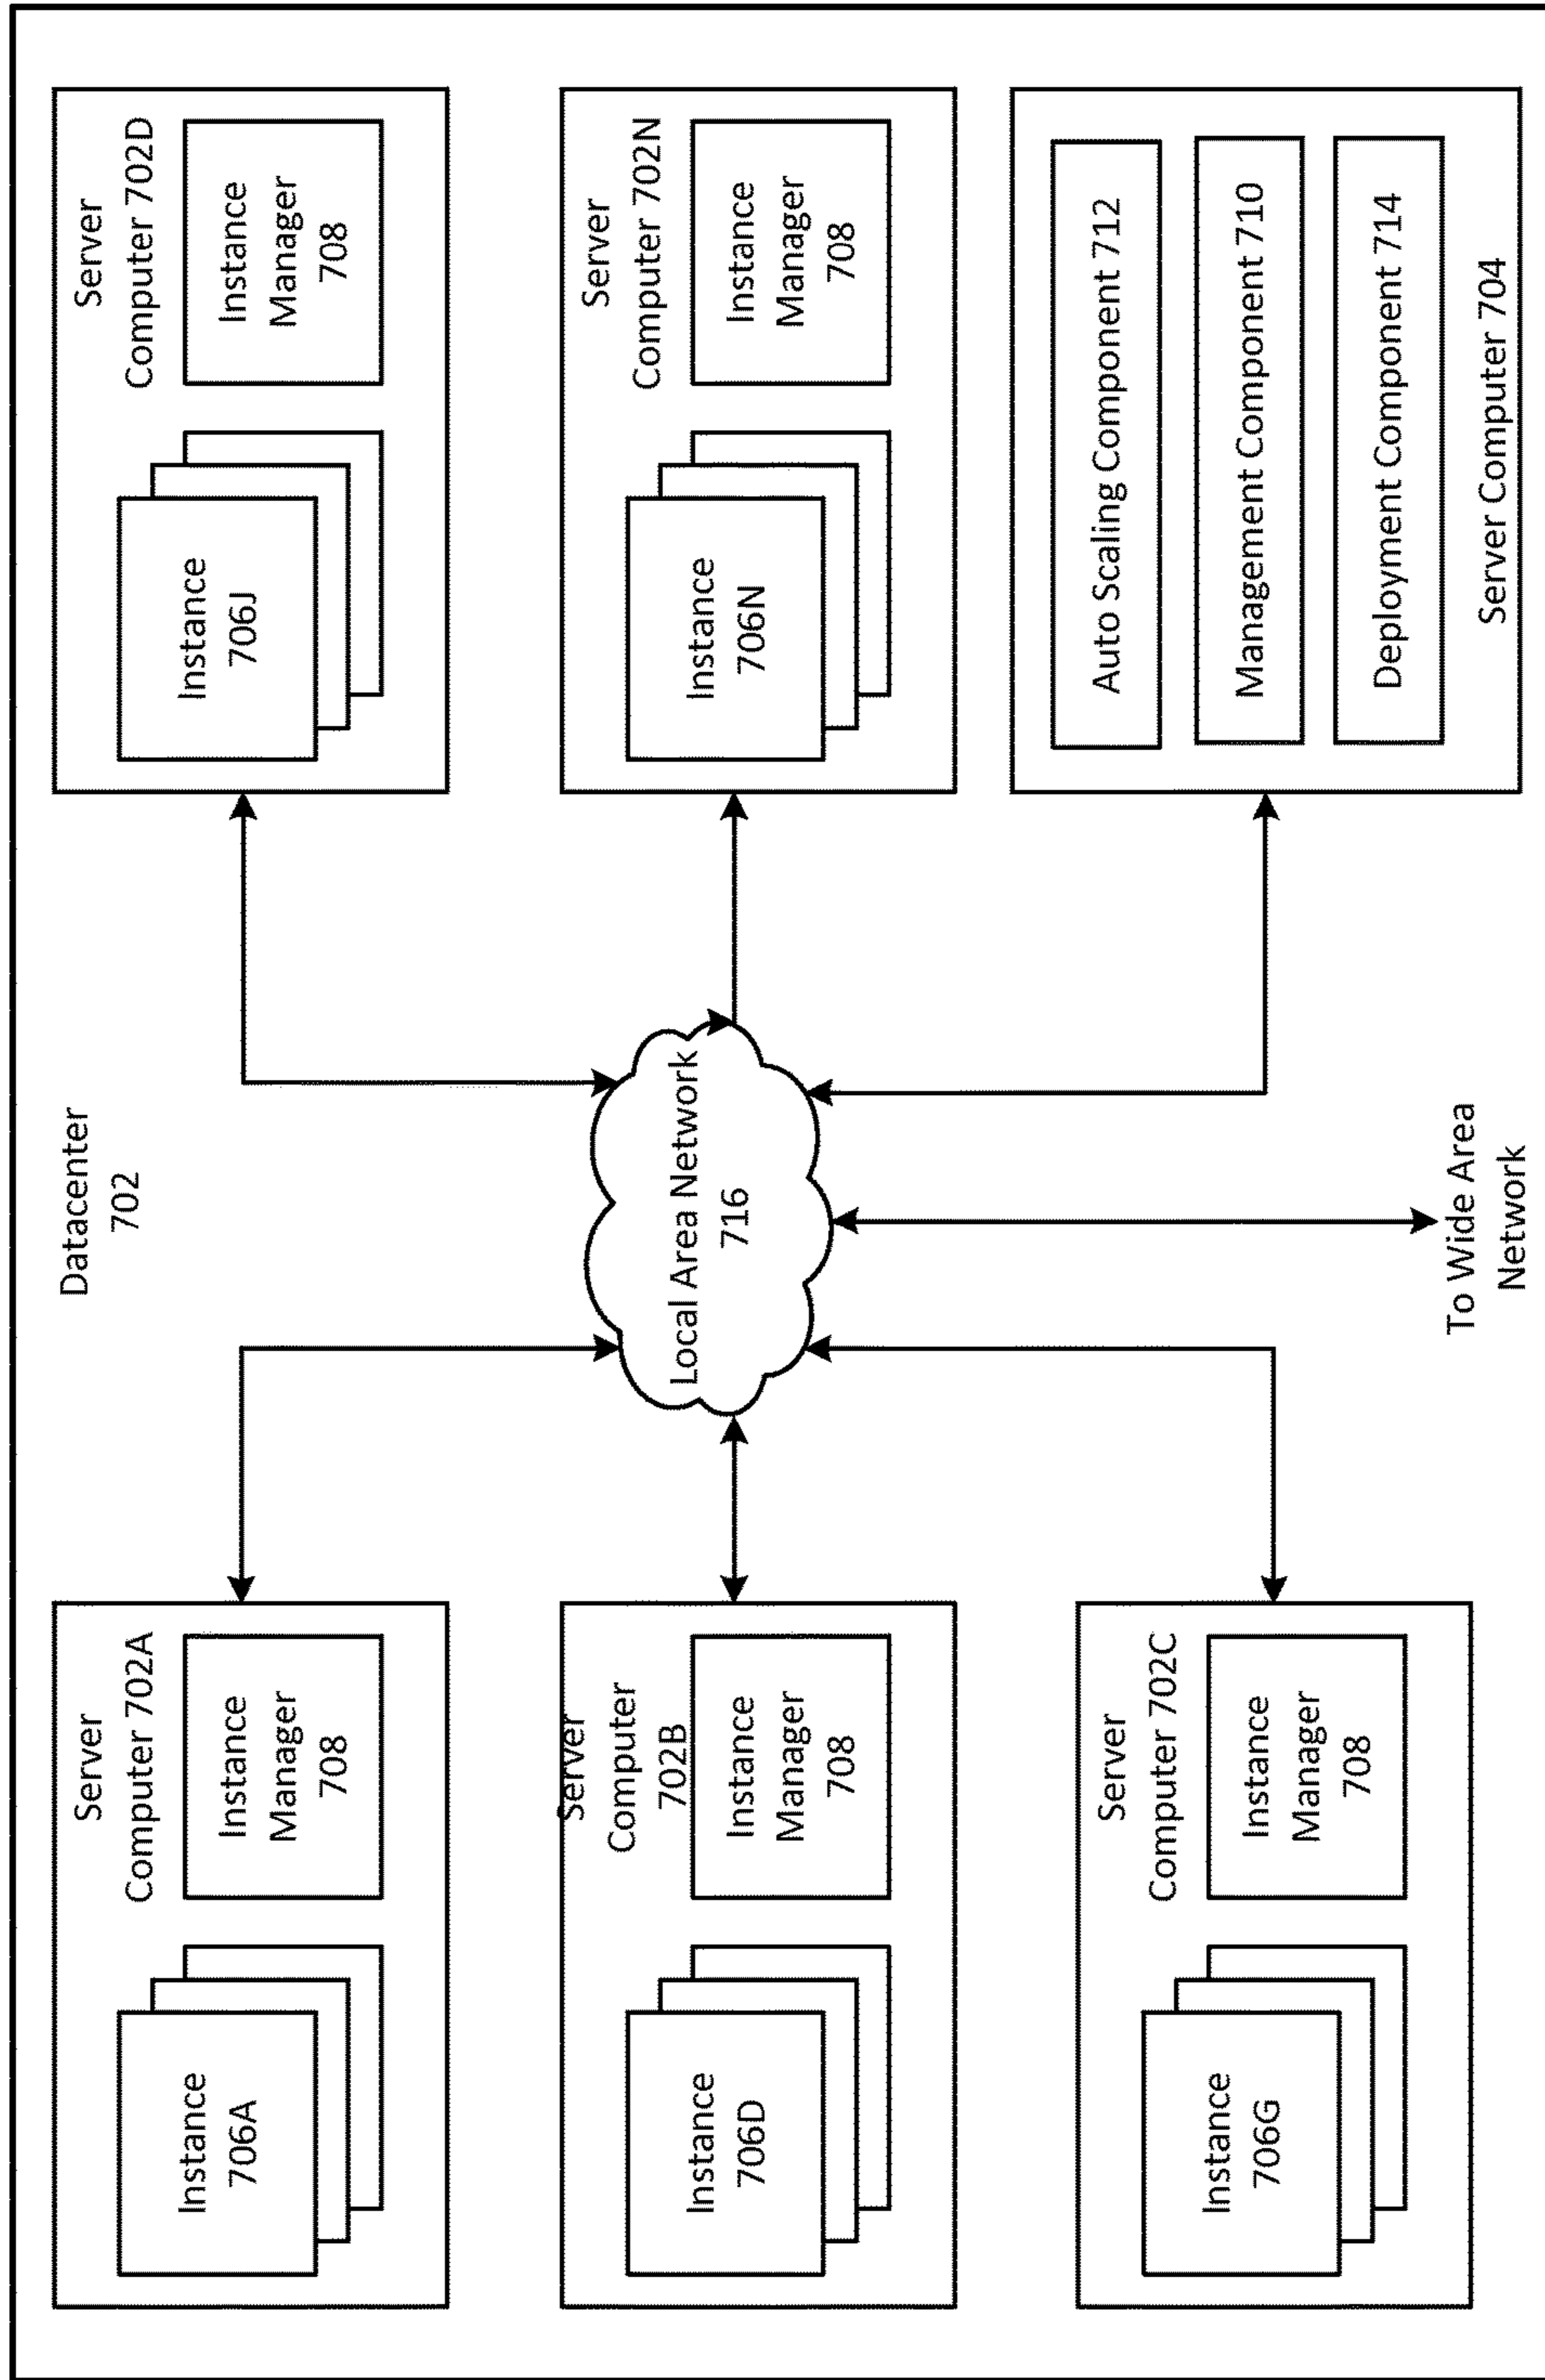 Datacenter
702
Server
Computer 702A
Instance
706A
Instance
Manager
708
Server
Computer 702D
Instance
706J
Instance
Manager
708
Server
Computer
702B
Instance
706D
Instance
Manager
708
Local Area Network
716
Server
Computer 702N
Instance
706N
Instance
Manager
708
Server
Computer 702C
Instance
706G
Instance
Manager
708
To Wide Area
Network
Auto Scaling Component 712
Management Component 710
Deployment Component 714
Server Computer 704